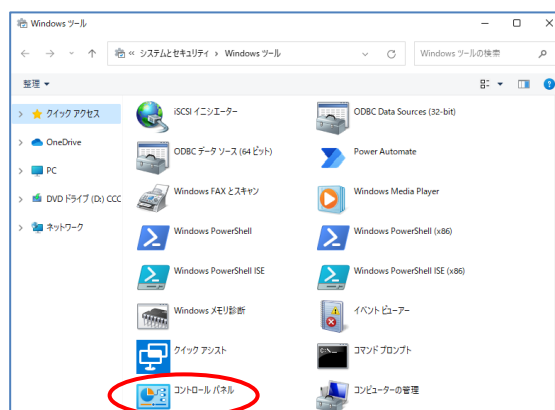 Windows ツール
システムとセキュリティ › Windows ツール
Windows ツールの検索
整理
クイック アクセス
OneDrive
PC
DVD ドライブ (D:) CCC
ネットワーク
iSCSI イニシエーター
ODBC Data Sources (32-bit)
ODBC データ ソース (64 ビット)
Power Automate
Windows FAX とスキャン
Windows Media Player
Windows PowerShell
Windows PowerShell (x86)
Windows PowerShell ISE
Windows PowerShell ISE (x86)
Windows メモリ診断
イベント ビューアー
クイック アシスト
コマンド プロンプト
コントロール パネル
コンピューターの管理